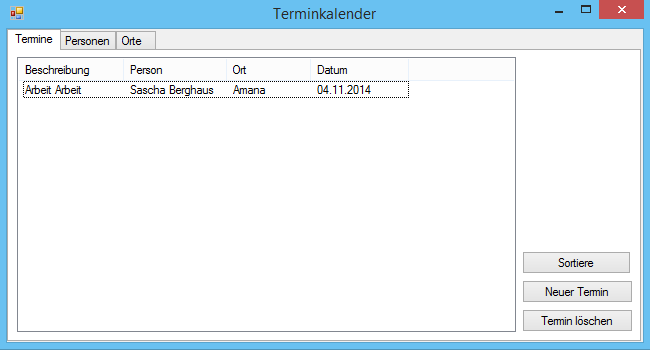 Terminkalender
Termine Personen Orte
Beschreibung Person Ort Datum
Arbeit Arbeit Sascha Berghaus Amana 04.11.2014
Sortiere
Neuer Termin
Termin löschen